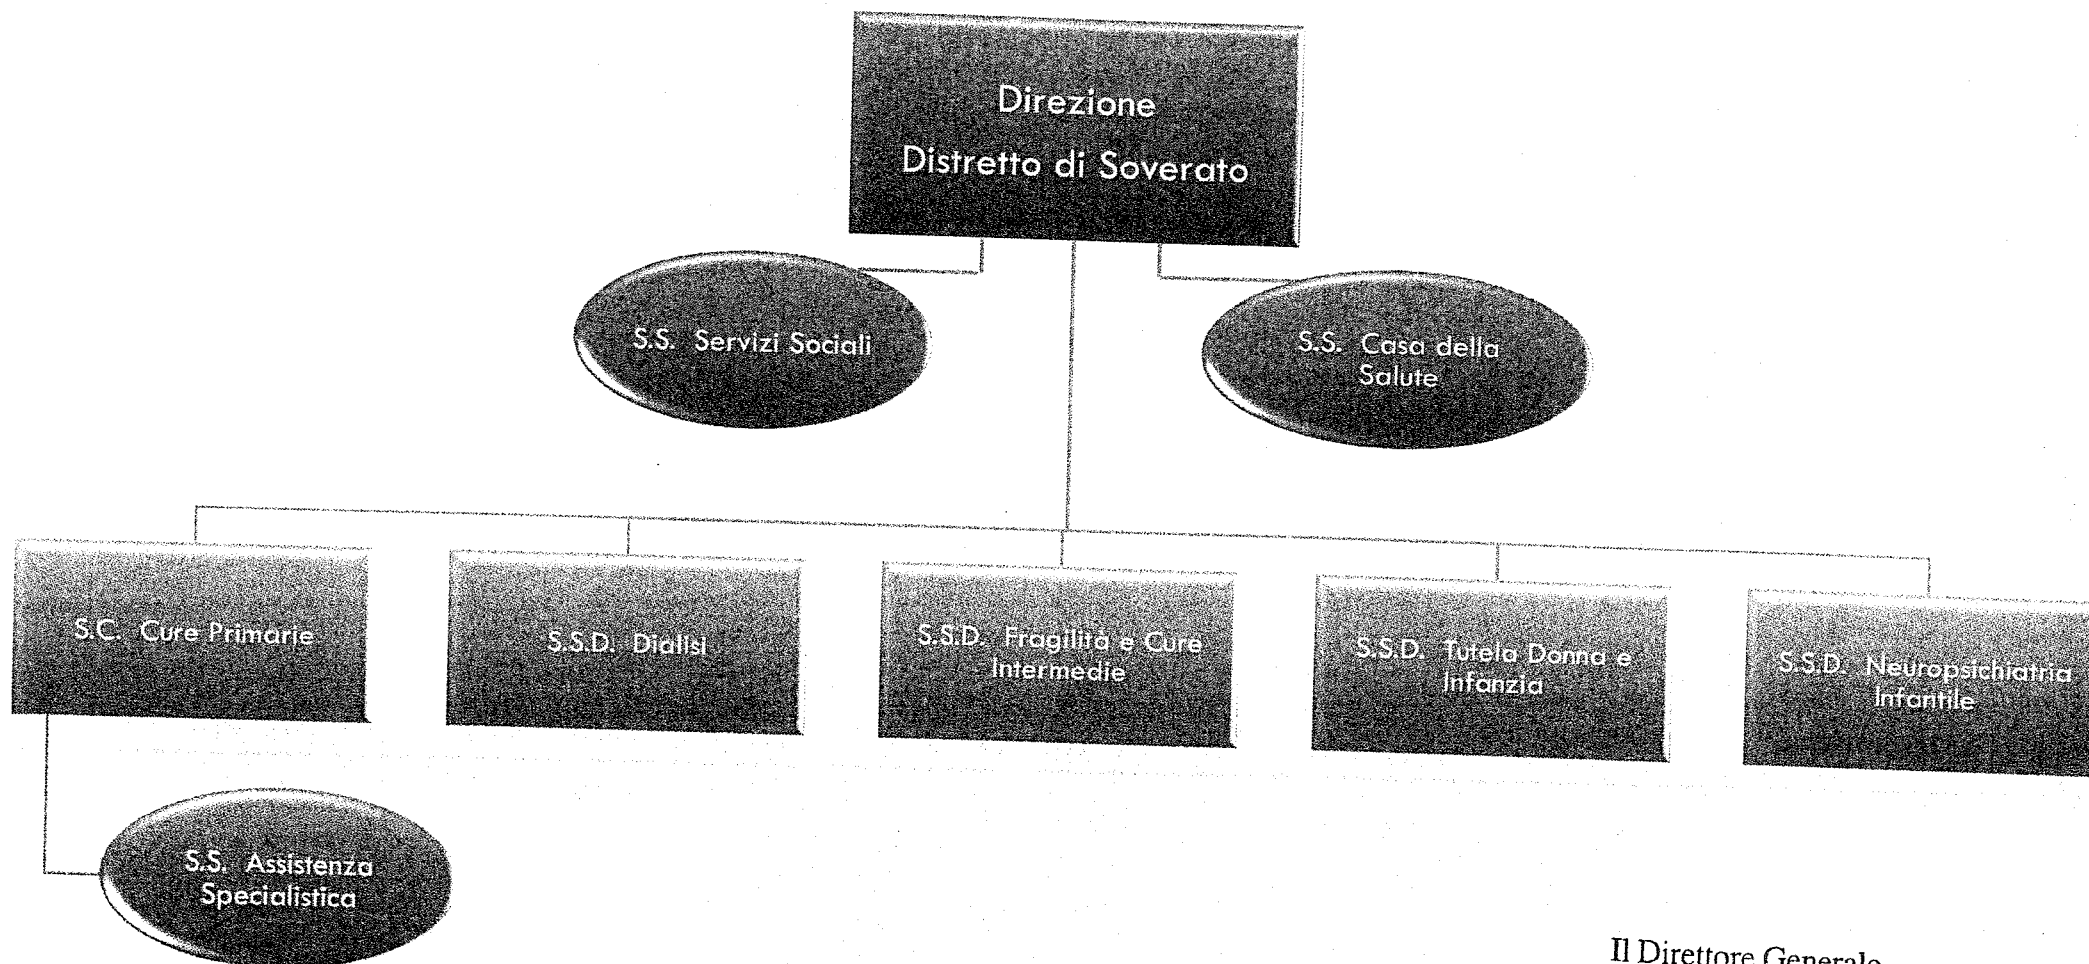 Direzione
Distretto di Soverato
S.S. Servizi Sociali
S.S. Casa della
Salute
S.C. Cure Primarie
S.S.D. Dialisi
S.S.D. Fragilità e Cure
Intermedie
S.S.D. Tutela Donna e
Infanzia
S.S.D. Neuropsichiatria
Infantile
S.S. Assistenza
Specialistica
Il Direttore Generale